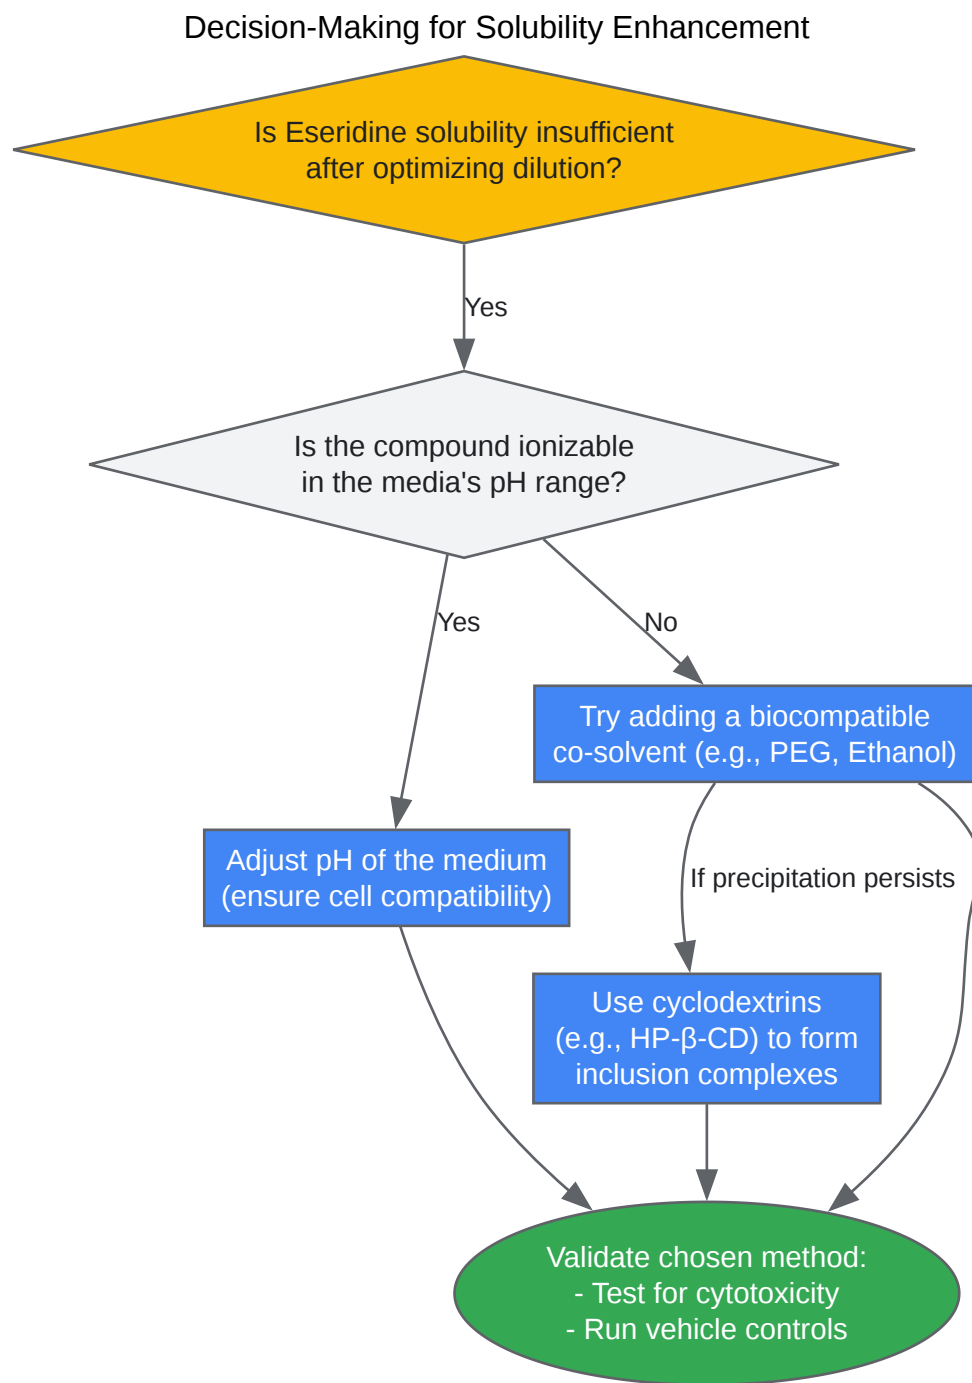 Decision-Making for Solubility Enhancement
Is Eseridine solubility insufficient
after optimizing dilution?
Yes
Is the compound ionizable
in the media's pH range?
Yes
No
Try adding a biocompatible
co-solvent (e.g., PEG, Ethanol)
Adjust pH of the medium
(ensure cell compatibility)
If precipitation persists
Use cyclodextrins
(e.g., HP-β-CD) to form
inclusion complexes
Validate chosen method:
- Test for cytotoxicity
- Run vehicle controls